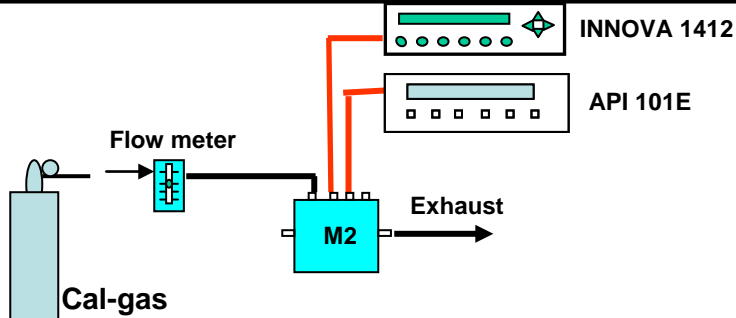 INNOVA 1412
API 101E
Flow meter
Exhaust
M2
Cal-gas